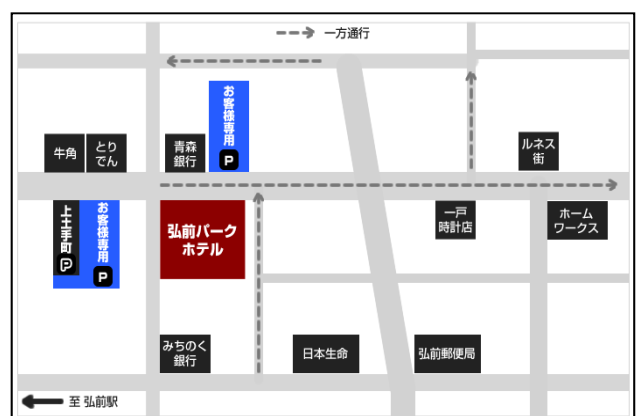 一方通行
お客様専用
P
牛角
とり
でん
青森
銀行
ルネス
街
上土手町
P
お客様専用
P
弘前パーク
ホテル
一戸
時計店
ホーム
ワークス
みちのく
銀行
日本生命
弘前郵便局
至 弘前駅